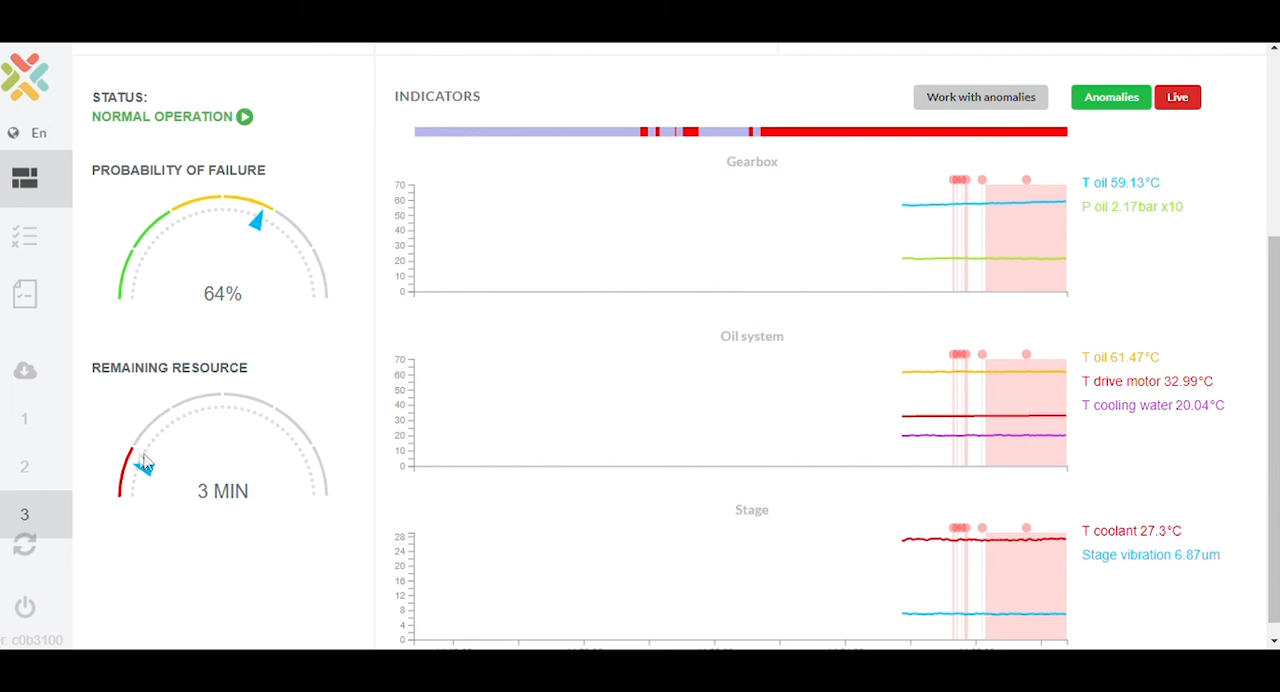 STATUS:
NORMAL OPERATION
En
PROBABILITY OF FAILURE
64%
REMAINING RESOURCE
3 MIN
1
2
3
r. c0b3100
INDICATORS
Work with anomalies
Anomalies
Live
Gearbox
70
60
50
40
30
20
10
0
T oil 59.13°C
P oil 2.17bar x10
Oil system
70
60
50
40
30
20
10
0
T oil 61.47°C
T drive motor 32.99°C
T cooling water 20.04°C
Stage
28
24
20
16
12
8
4
0
T coolant 27.3°C
Stage vibration 6.87um